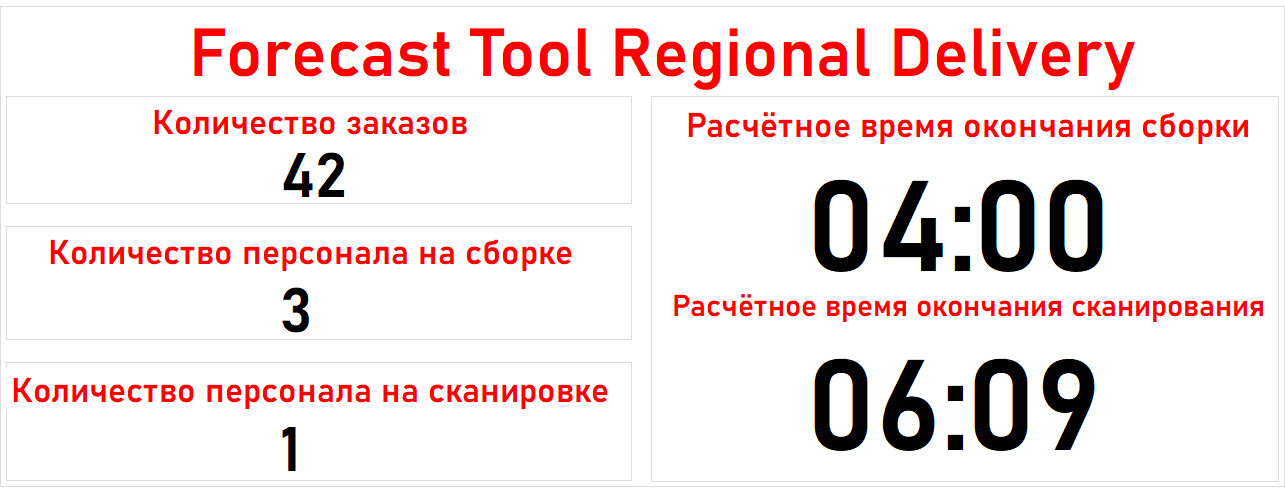 Forecast Tool Regional Delivery
Количество заказов
42
Количество персонала на сборке
3
Количество персонала на сканировке
1
Расчётное время окончания сборки
04:00
Расчётное время окончания сканирования
06:09